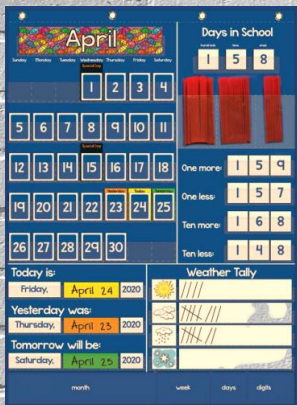 April
Sunday Monday Tuesday Wednesday Thursday Friday Saturday
1 2 3 4
5 6 7 8 9 10 11
12 13 14 15 16 17 18
19 20 21 22 23 24 25
26 27 28 29 30
Today is:
Friday, April 24 2020
Yesterday was:
Thursday, April 23 2020
Tomorrow will be:
Saturday, April 25 2020
Days in School
hundreds tens ones
1 5 8
One more: 1 5 9
One less: 1 5 7
Ten more: 1 6 8
Ten less: 1 4 8
Weather Tally
month week days digits